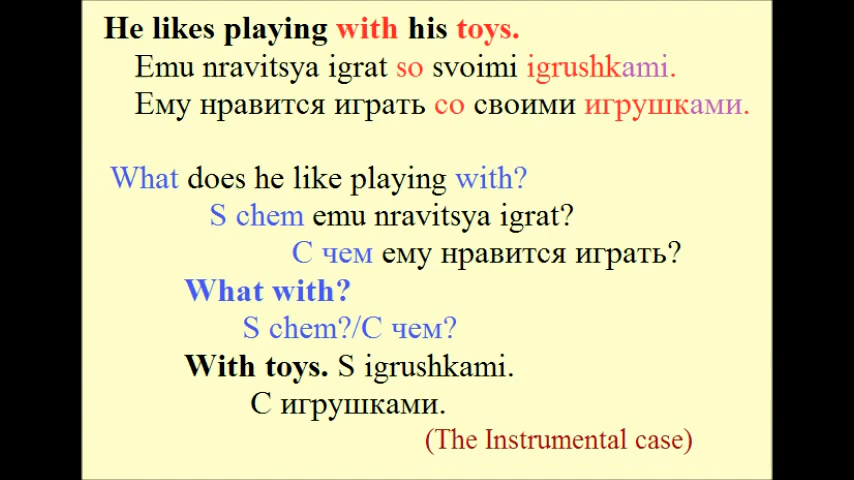 He likes playing with his toys.
Emu nravitsya igrat so svoimi igrushkami.
Ему нравится играть со своими игрушками.
What does he like playing with?
S chem emu nravitsya igrat?
С чем ему нравится играть?
What with?
S chem?/С чем?
With toys. S igrushkami.
С игрушками.
(The Instrumental case)